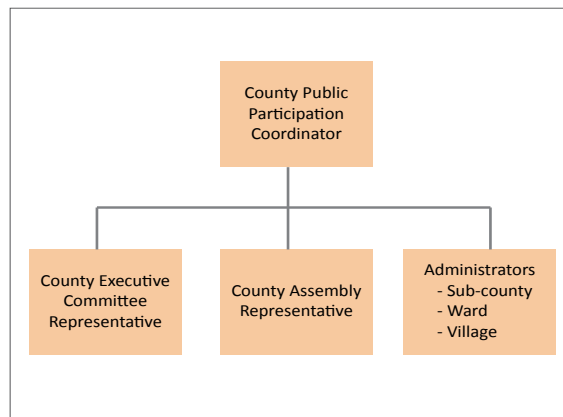 County Public
Participation
Coordinator
County Executive
Committee
Representative
County Assembly
Representative
Administrators
- Sub-county
- Ward
- Village